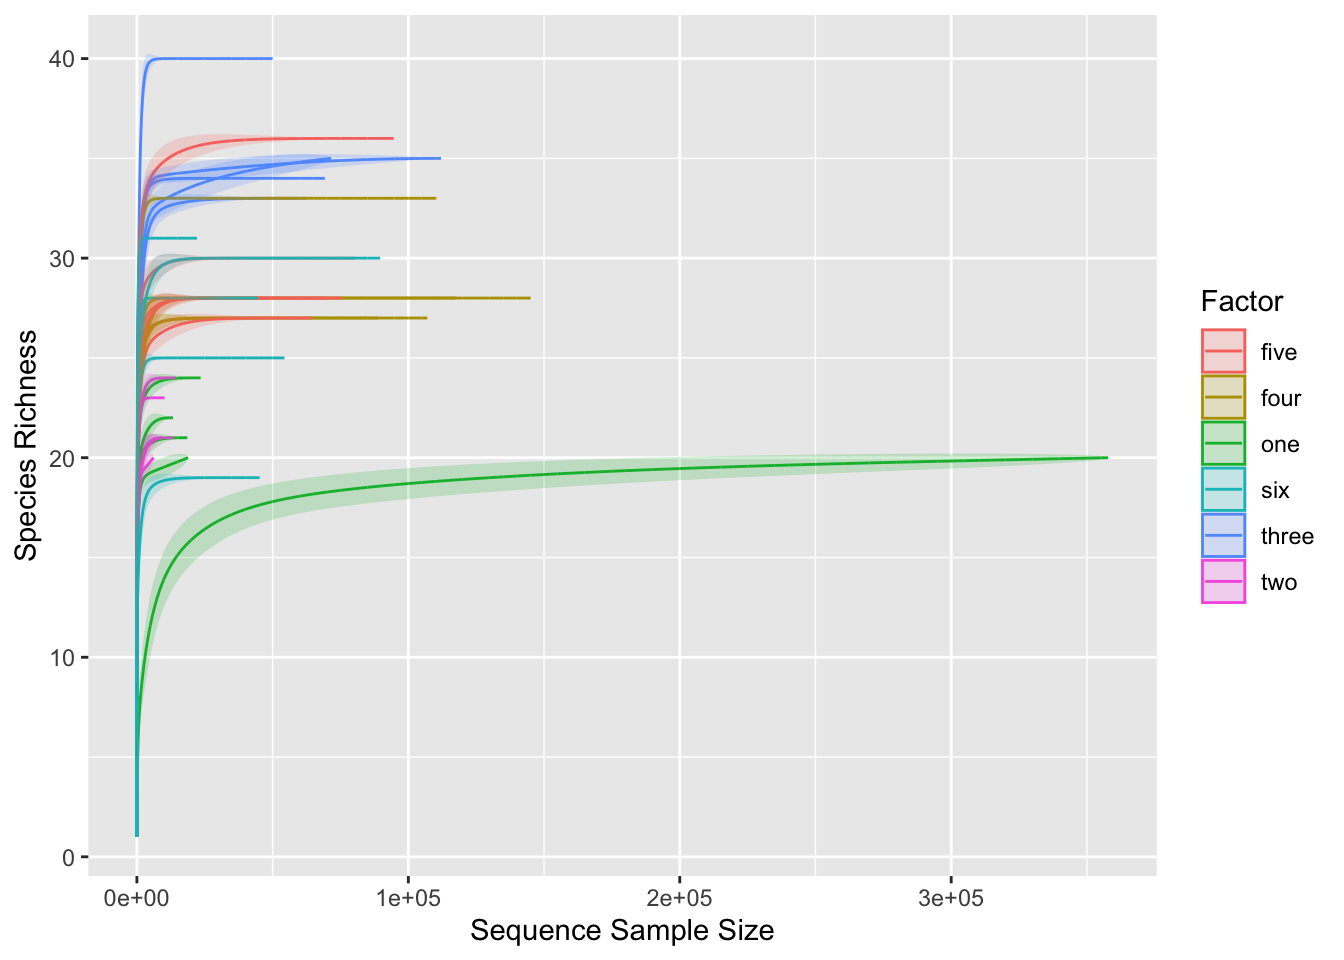 40
30
20
10
0
Species Richness
0e+00
1e+05
2e+05
3e+05
Sequence Sample Size
Factor
five
four
one
six
three
two